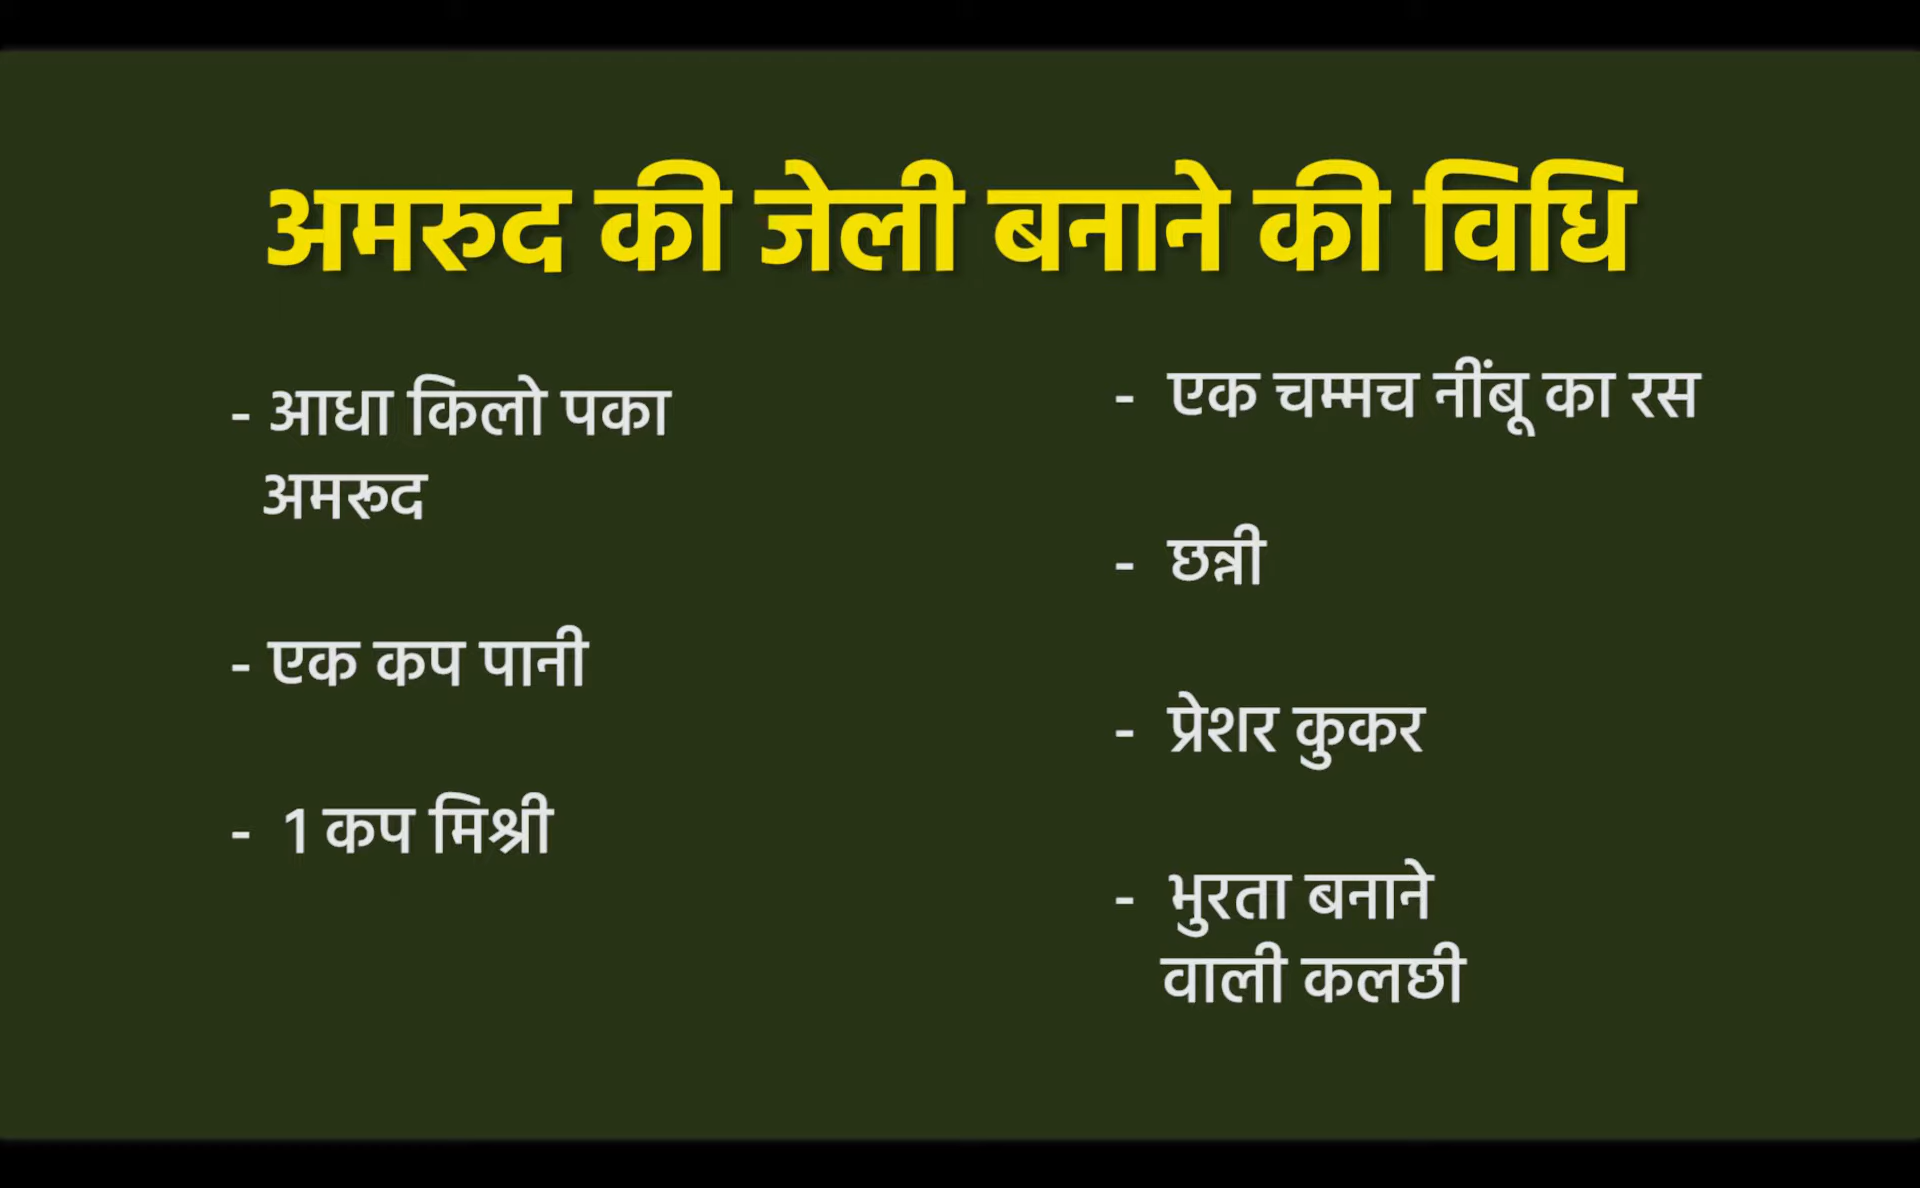 अमरुद की जेली बनाने की विधि
- आधा किलो पका
अमरूद
- एक कप पानी
- 1 कप मिश्री
- एक चम्मच नींबू का रस
- छन्नी
- प्रेशर कुकर
- भुरता बनाने
वाली कलछी